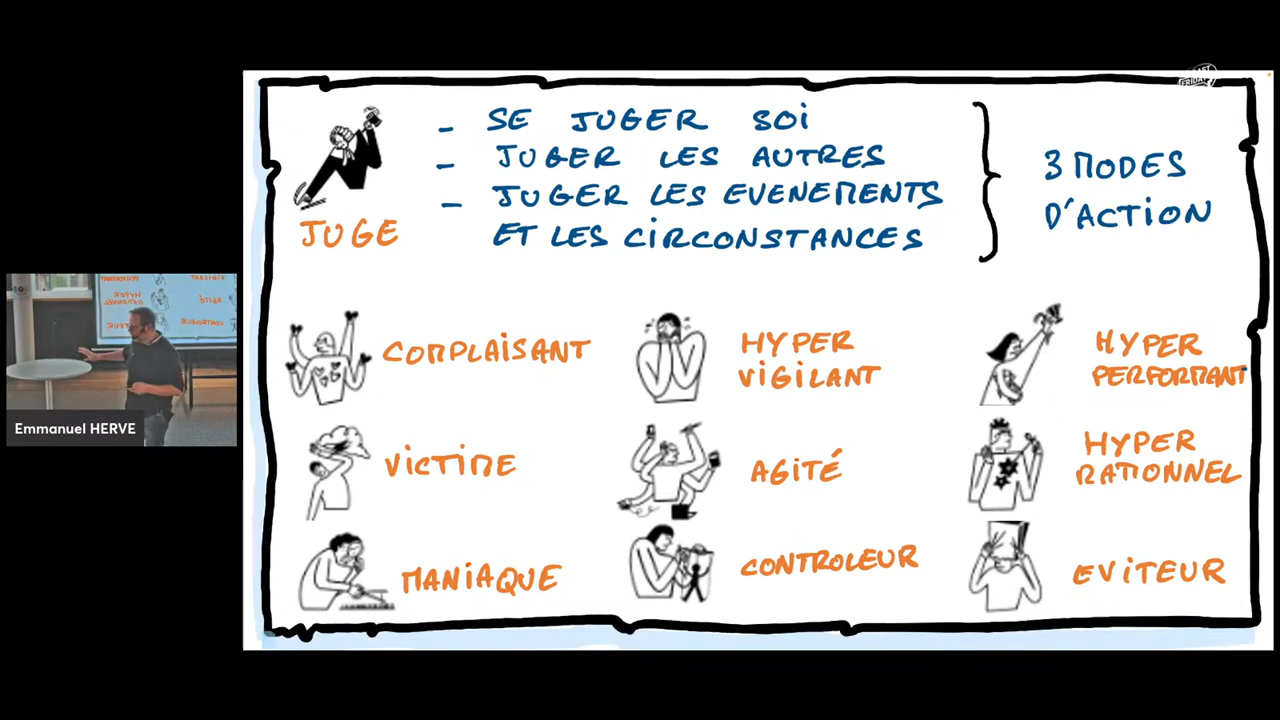 - SE JUGER SOI
- JUGER LES AUTRES
- JUGER LES EVENEMENTS
ET LES CIRCONSTANCES
3 MODES
D'ACTION
JUGE
COMPLAISANT
HYPER
VIGILANT
HYPER
PERFORMANT
VICTIME
AGITÉ
HYPER
RATIONNEL
MANIAQUE
CONTROLEUR
EVITEUR
Emmanuel HERVE